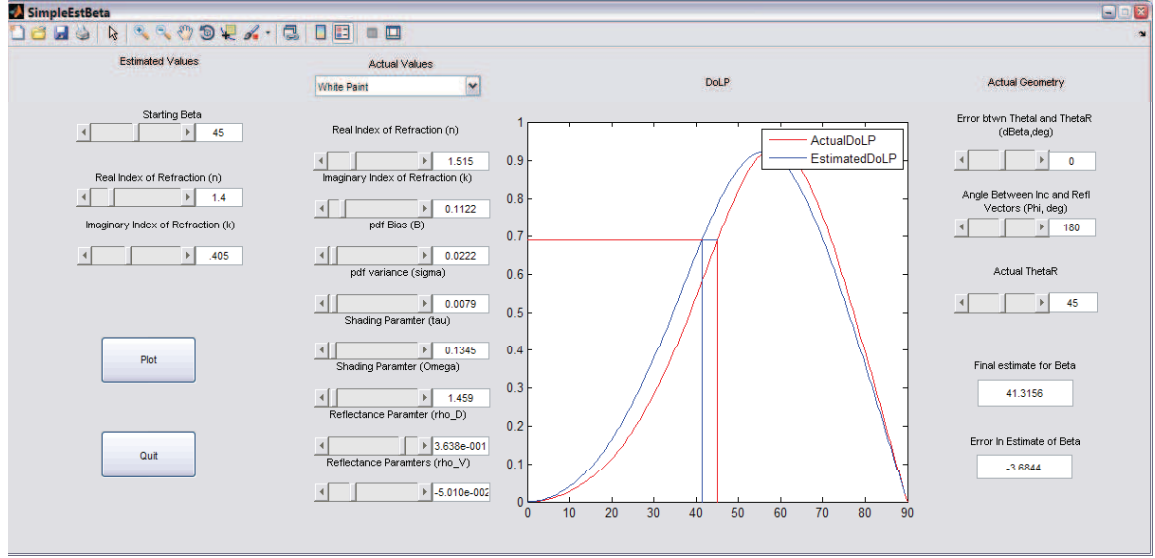 SimpleEstBeta
Estimated Values
Starting Beta
45
Real Index of Refraction (n)
1.4
Imaginary Index of Refraction (k)
.405
Plot
Quit
Actual Values
White Paint
Real Index of Refraction (n)
1.515
Imaginary Index of Refraction (k)
0.1122
pdf Bias (B)
0.0222
pdf variance (sigma)
0.0079
Shading Paramter (tau)
0.1345
Shading Paramter (Omega)
1.459
Reflectance Paramter (rho_D)
3.638e-001
Reflectance Paramters (rho_V)
-5.010e-002
DoLP
ActualDoLP
EstimatedDoLP
1
0.9
0.8
0.7
0.6
0.5
0.4
0.3
0.2
0.1
0
0 10 20 30 40 50 60 70 80 90
Actual Geometry
Error btwn ThetaI and ThetaR
(dBeta,deg)
0
Angle Between Inc and Refl
Vectors (Phi, deg)
180
Actual ThetaR
45
Final estimate for Beta
41.3156
Error In Estimate of Beta
-3.6844